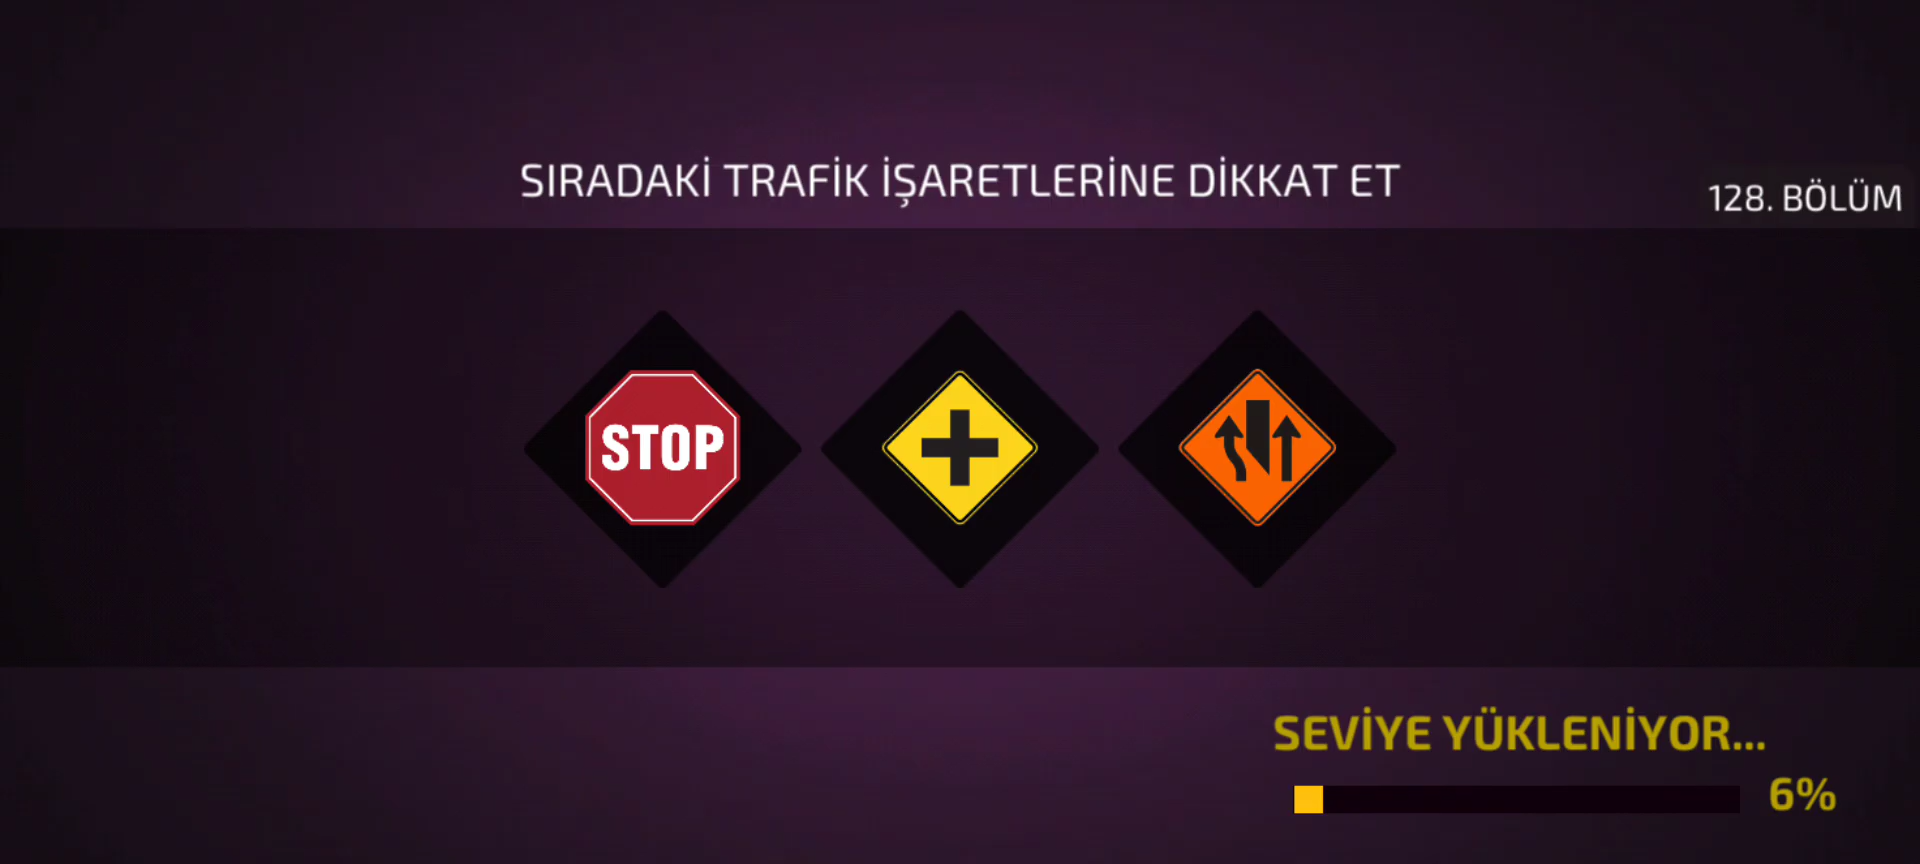 SIRADAKİ TRAFİK İŞARETLERİNE DİKKAT ET
128. BÖLÜM
STOP
SEVİYE YÜKLENİYOR...
6%